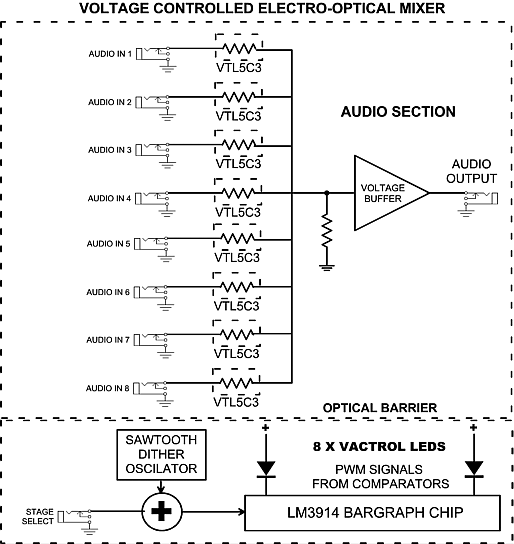 VOLTAGE CONTROLLED ELECTRO-OPTICAL MIXER
AUDIO IN 1
VTL5C3
AUDIO IN 2
VTL5C3
AUDIO SECTION
AUDIO IN 3
VTL5C3
AUDIO
OUTPUT
AUDIO IN 4
VTL5C3
VOLTAGE
BUFFER
AUDIO IN 5
VTL5C3
AUDIO IN 6
VTL5C3
AUDIO IN 7
VTL5C3
AUDIO IN 8
VTL5C3
OPTICAL BARRIER
SAWTOOTH
DITHER
OSCILATOR
+
8 X VACTROL LEDS
+
PWM SIGNALS
FROM COMPARATORS
STAGE
SELECT
+
LM3914 BARGRAPH CHIP